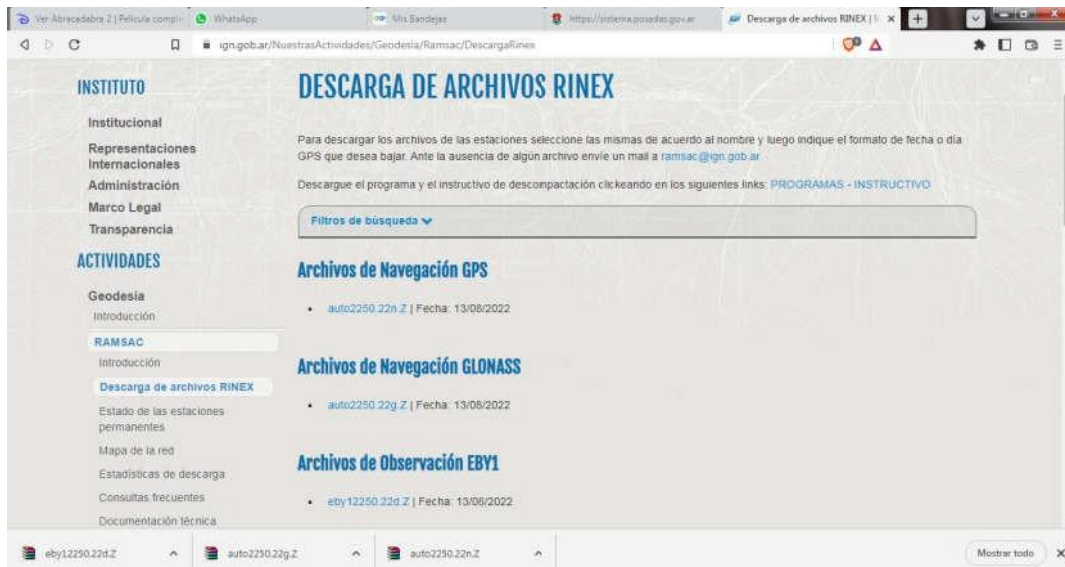 Ver Abracadabra 2 | Pelicula compl
WhatsApp
Mis Bandejas
https://sistema.posadas.gov.ar
Descarga de archivos RINEX | I
ign.gob.ar/NuestrasActividades/Geodesia/Ramsac/DescargaRinex
INSTITUTO
Institucional
Representaciones
Internacionales
Administración
Marco Legal
Transparencia
ACTIVIDADES
Geodesia
Introducción
RAMSAC
Introducción
Descarga de archivos RINEX
Estado de las estaciones
permanentes
Mapa de la red
Estadísticas de descarga
Consultas frecuentes
Documentación técnica
DESCARGA DE ARCHIVOS RINEX
Para descargar los archivos de las estaciones seleccione las mismas de acuerdo al nombre y luego indique el formato de fecha o día
GPS que desea bajar. Ante la ausencia de algún archivo envíe un mail a ramsac@ign.gob.ar
Descargue el programa y el instructivo de descompactación clickeando en los siguientes links: PROGRAMAS - INSTRUCTIVO
Filtros de búsqueda
Archivos de Navegación GPS
• auto2250.22n.Z | Fecha: 13/08/2022
Archivos de Navegación GLONASS
• auto2250.22g.Z | Fecha: 13/08/2022
Archivos de Observación EBY1
• eby12250.22d.Z | Fecha: 13/08/2022
eby12250.22d.Z
auto2250.22g.Z
auto2250.22n.Z
Mostrar todo